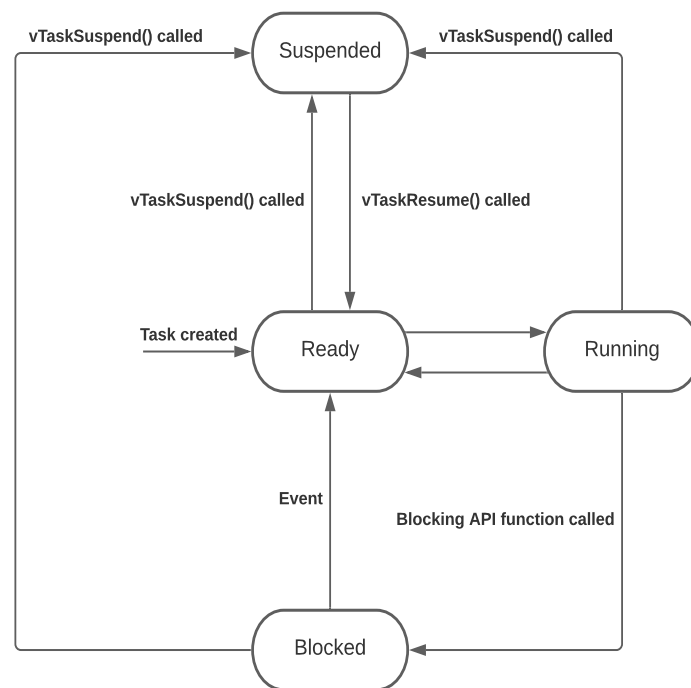 vTaskSuspend() called
vTaskSuspend() called
Suspended
vTaskSuspend() called
vTaskResume() called
Task created
Ready
Running
Event
Blocking API function called
Blocked